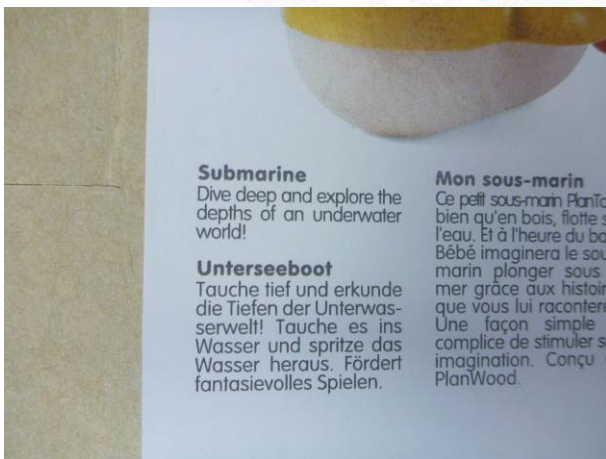 Submarine
Dive deep and explore the
depths of an underwater
world!
Unterseeboot
Tauche tief und erkunde
die Tiefen der Unterwas-
serwelt! Tauche es ins
Wasser und spritze das
Wasser heraus. Fördert
fantasievolles Spielen.
Mon sous-marin
Ce petit sous-marin
bien qu'en bois, flotte
l'eau. Et à l'heure du
Bébé imaginera le
marin plonger sous
mer grâce aux
que vous lui
Une façon simple
complice de stimuler
imagination. Conçu
PlanWood.